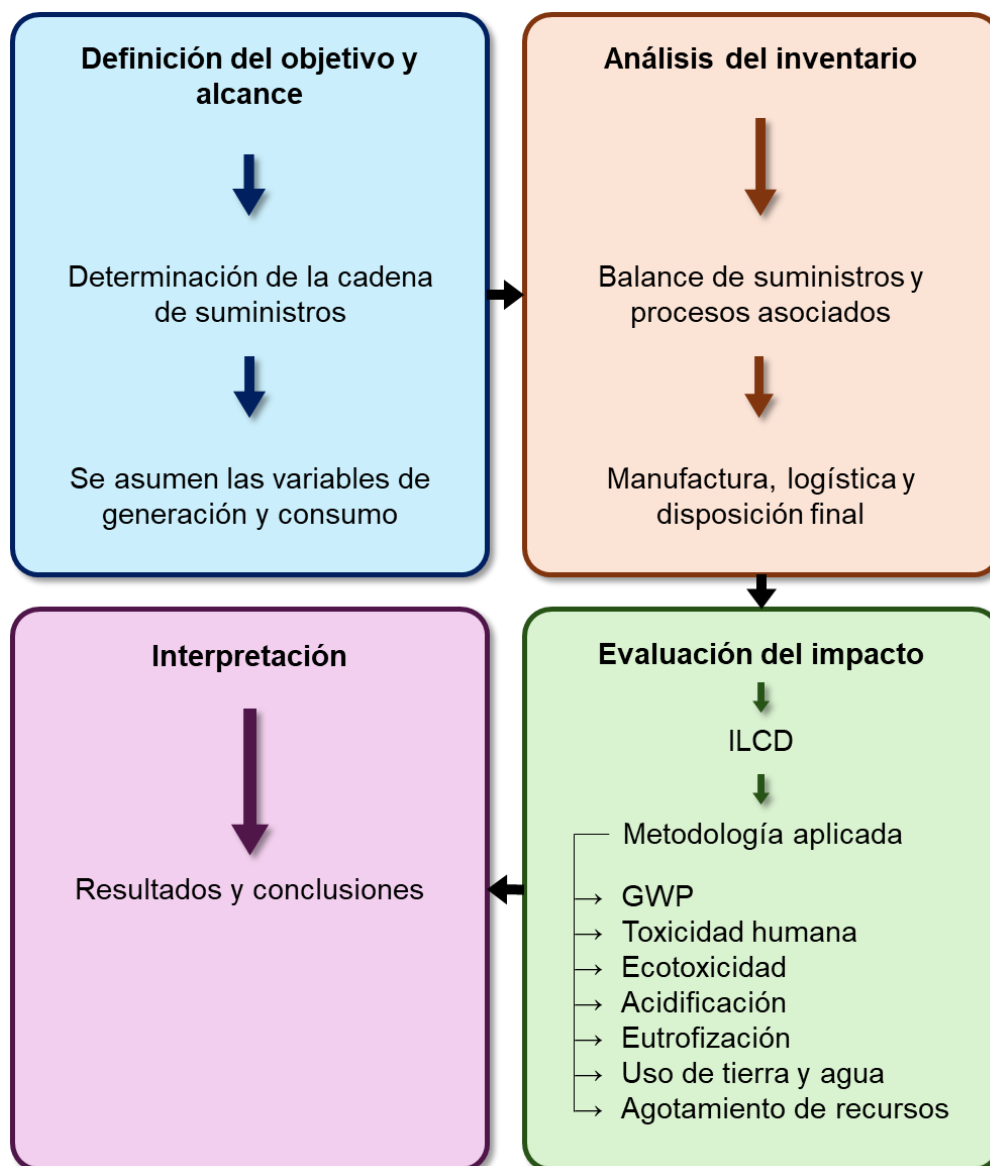 Definición del objetivo y
alcance
Determinación de la cadena
de suministros
Se asumen las variables de
generación y consumo
Análisis del inventario
Balance de suministros y
procesos asociados
Manufactura, logística y
disposición final
Evaluación del impacto
ILCD
Metodología aplicada
GWP
Toxicidad humana
Ecotoxicidad
Acidificación
Eutrofización
Uso de tierra y agua
Agotamiento de recursos
Interpretación
Resultados y conclusiones